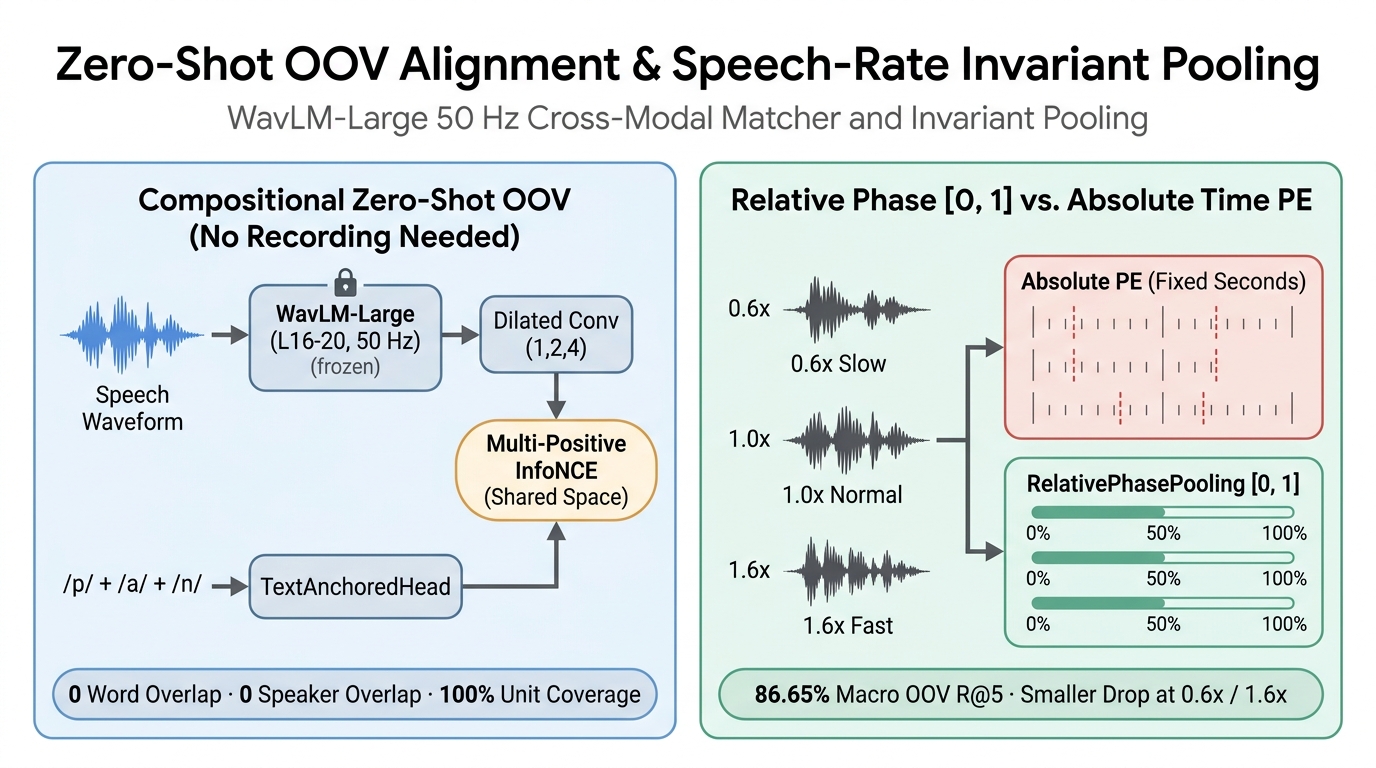 Zero-Shot OOV Alignment & Speech-Rate Invariant Pooling
WavLM-Large 50 Hz Cross-Modal Matcher and Invariant Pooling
Compositional Zero-Shot OOV
(No Recording Needed)
WavLM-Large
(L16-20, 50 Hz)
(frozen)
Dilated Conv
(1,2,4)
Speech
Waveform
Multi-Positive
InfoNCE
(Shared Space)
/p/ + /a/ + /n/
TextAnchoredHead
0 Word Overlap · 0 Speaker Overlap · 100% Unit Coverage
Relative Phase [0, 1] vs. Absolute Time PE
0.6x
0.6x Slow
1.0x
1.0x Normal
1.6x
1.6x Fast
Absolute PE (Fixed Seconds)
RelativePhasePooling [0, 1]
0% 50% 100%
0% 50% 100%
0% 50% 100%
86.65% Macro OOV R@5 · Smaller Drop at 0.6x / 1.6x